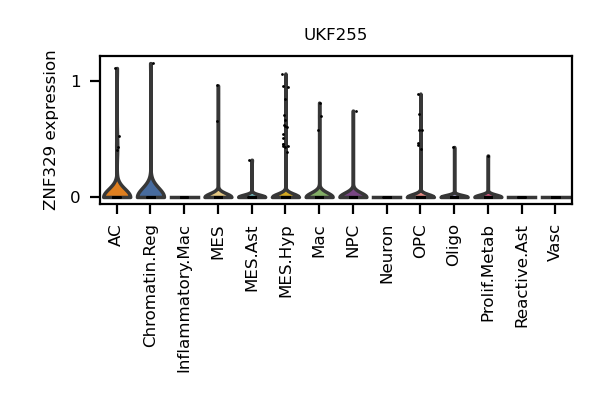 UKF255
ZNF329 expression
1
0
AC
Chromatin.Reg
Inflammatory.Mac
MES
MES.Ast
MES.Hyp
Mac
NPC
Neuron
OPC
Oligo
Prolif.Metab
Reactive.Ast
Vasc